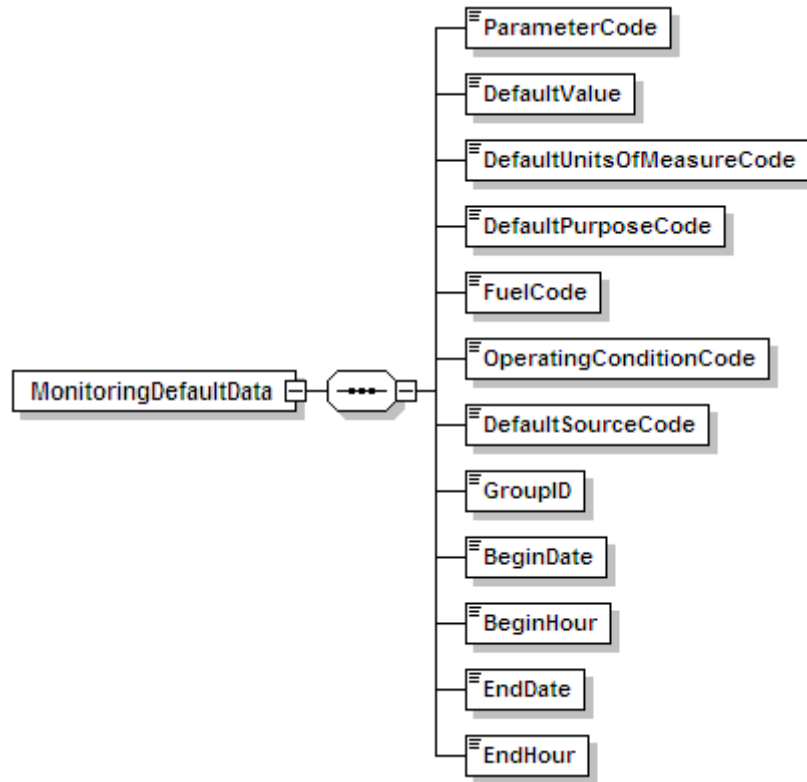 ParameterCode
DefaultValue
DefaultUnitsOfMeasureCode
DefaultPurposeCode
FuelCode
OperatingConditionCode
MonitoringDefaultData
DefaultSourceCode
GroupID
BeginDate
BeginHour
EndDate
EndHour